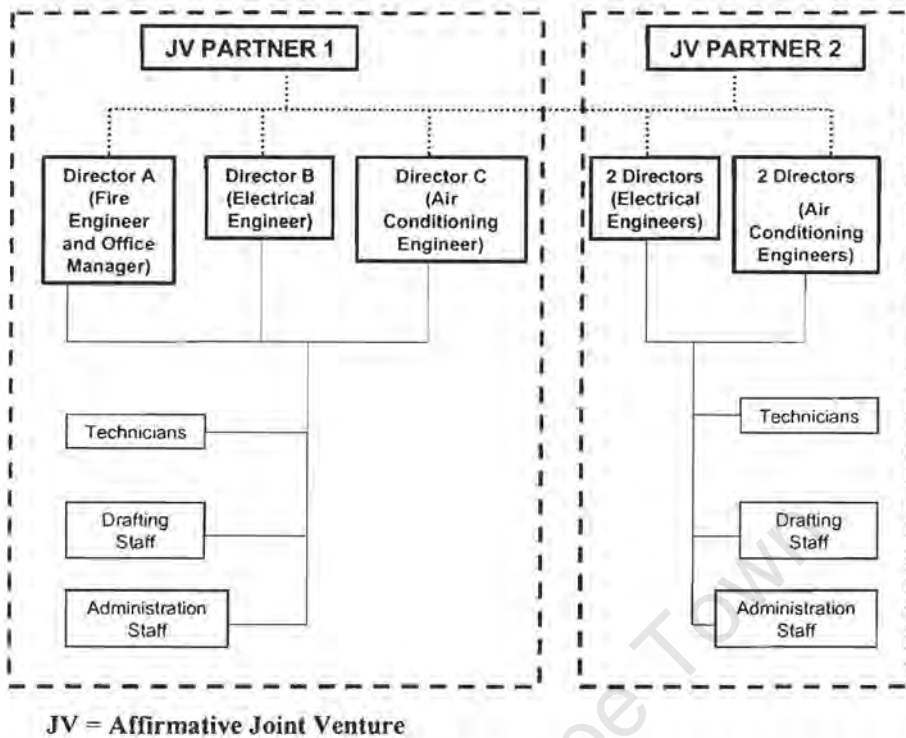 JV PARTNER 1
JV PARTNER 2
Director A
(Fire
Engineer
and Office
Manager)
Director B
(Electrical
Engineer)
Director C
(Air
Conditioning
Engineer)
2 Directors
(Electrical
Engineers)
2 Directors
(Air
Conditioning
Engineers)
Technicians
Drafting
Staff
Administration
Staff
Technicians
Drafting
Staff
Administration
Staff
JV = Affirmative Joint Venture
pe Town